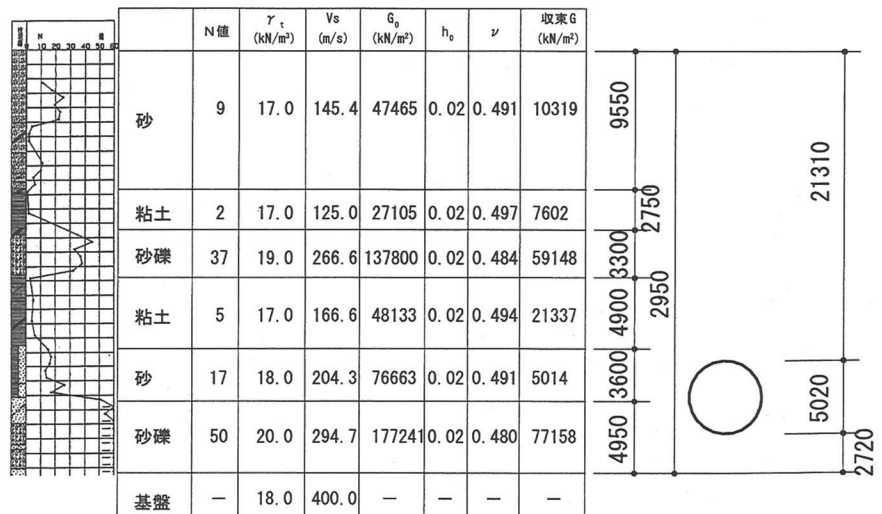 N値 γt (kN/m³) Vs (m/s) G₀ (kN/m²) h₀ ν 収束G (kN/m²)
N 値
0 10 20 30 40 50 60
砂 9 17.0 145.4 47465 0.02 0.491 10319
粘土 2 17.0 125.0 27105 0.02 0.497 7602
砂礫 37 19.0 266.6 137800 0.02 0.484 59148
粘土 5 17.0 166.6 48133 0.02 0.494 21337
砂 17 18.0 204.3 76663 0.02 0.491 5014
砂礫 50 20.0 294.7 177241 0.02 0.480 77158
基盤 — 18.0 400.0 — — — —
9550
2750
3300
4900
3600
4950
2950
21310
5020
2720